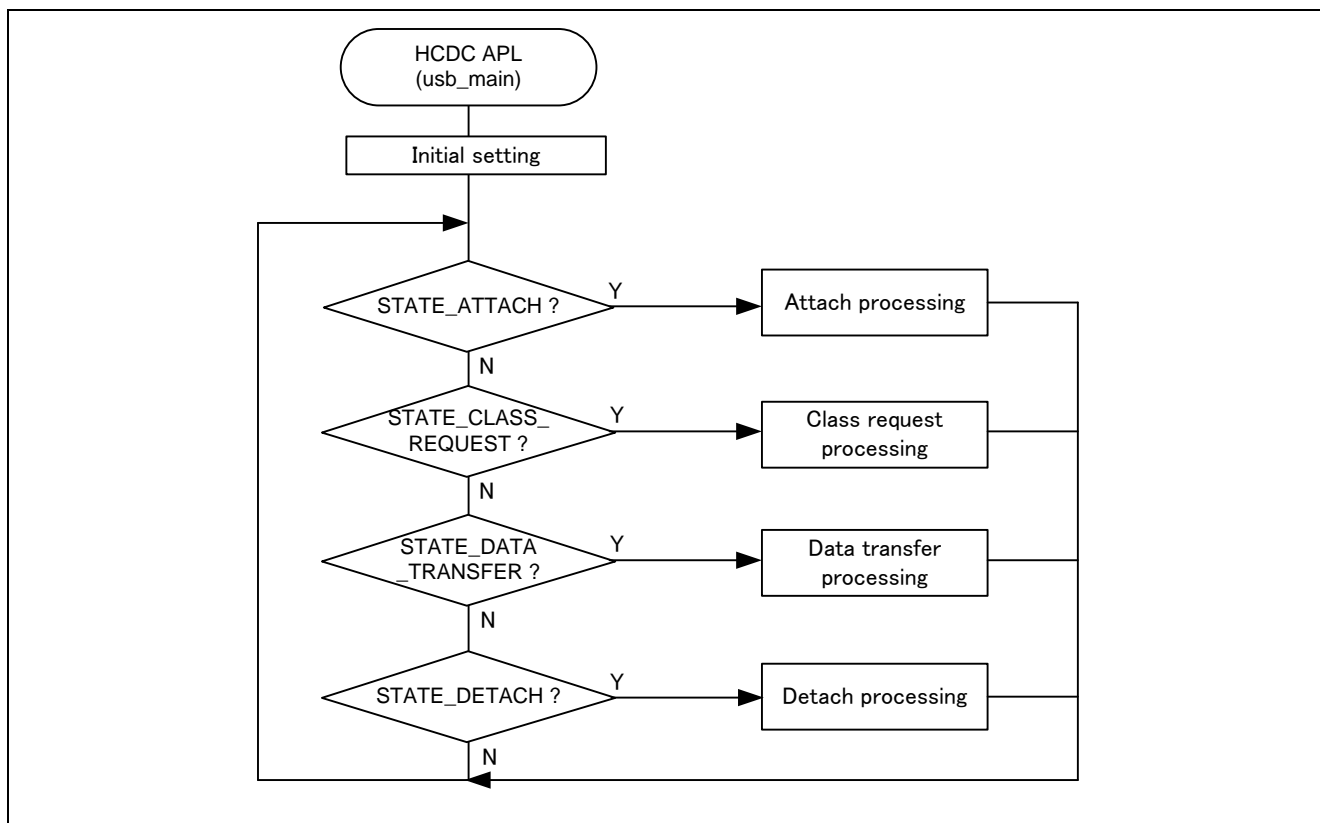 HCDC APL
(usb_main)
Initial setting
STATE_ATTACH ?
Y
Attach processing
N
STATE_CLASS_
REQUEST ?
Y
Class request
processing
N
STATE_DATA
_TRANSFER ?
Y
Data transfer
processing
N
STATE_DETACH ?
Y
Detach processing
N